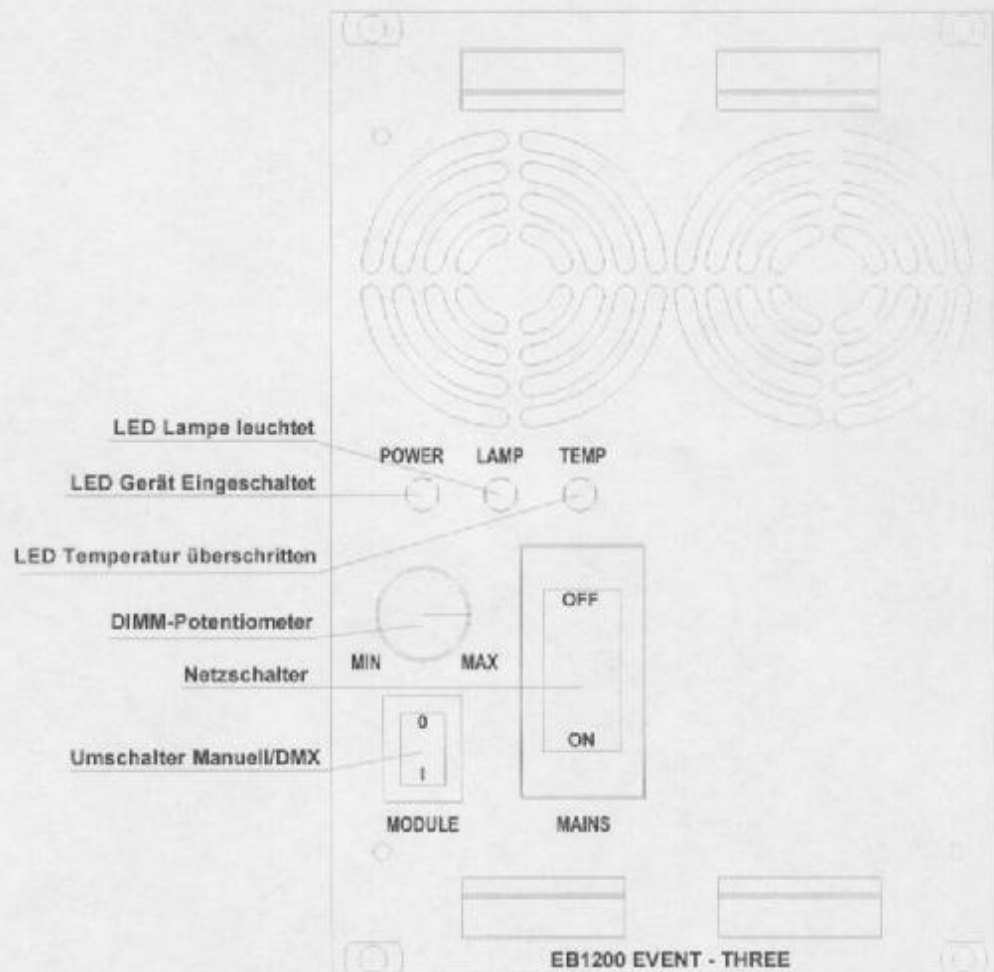 LED Lampe leuchtet
POWER LAMP TEMP
LED Gerät Eingeschaltet
LED Temperatur überschritten
OFF
DIMM-Potentiometer
MIN MAX
Netzschalter
0
ON
Umschalter Manuell/DMX
I
MODULE MAINS
EB1200 EVENT - THREE